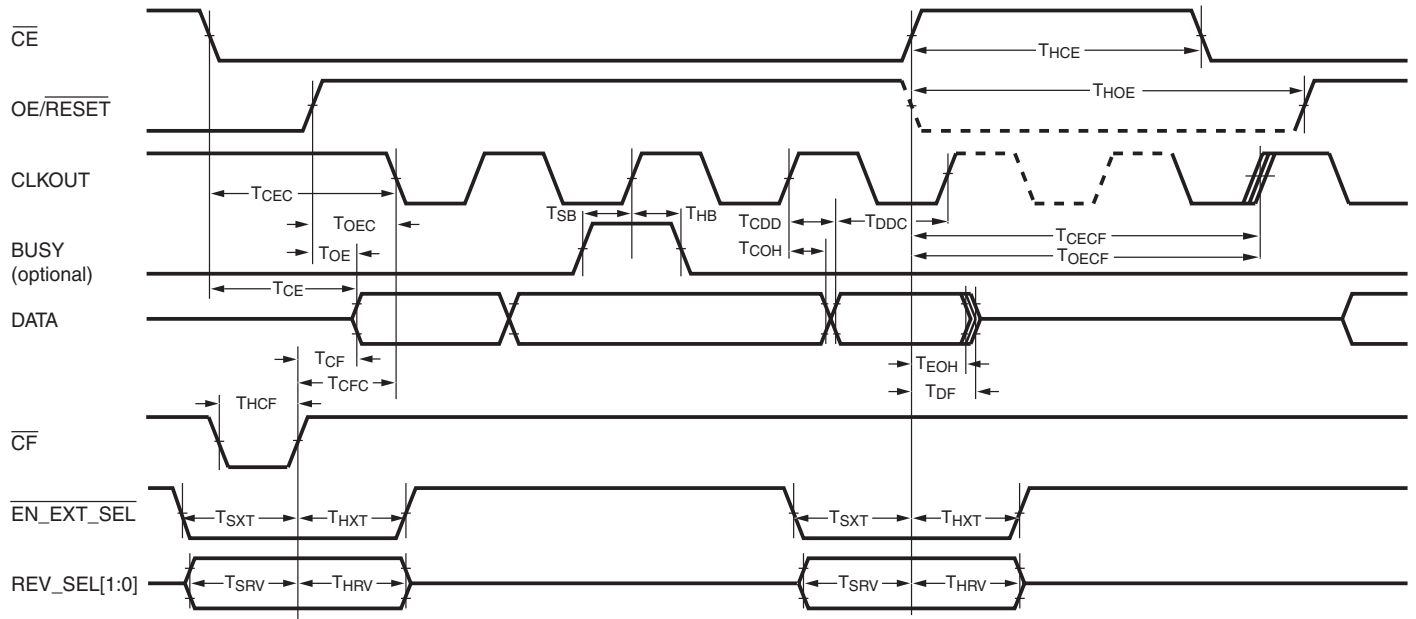 CE
THCE
OE/RESET
THOE
CLKOUT
TCEC
TSB
THB
TCDD
TDDC
TOEC
TCECF
BUSY
(optional)
TOE
TCOH
TOECF
TCE
DATA
TCF
TEOH
TCFC
TDF
THCF
CF
EN_EXT_SEL
TSXT
THXT
TSXT
THXT
REV_SEL[1:0]
TSRV
THRV
TSRV
THRV